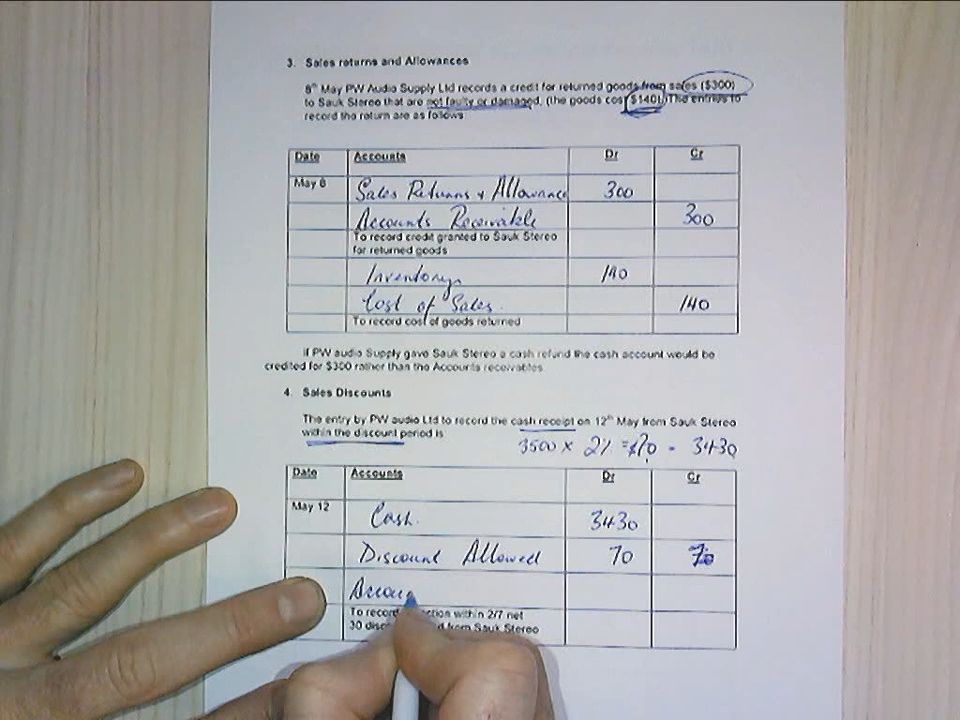 3. Sales returns and Allowances
8th May PW Audio Supply Ltd records a credit for returned goods from sales ($300)
to Sauk Stereo that are not faulty or damaged, (the goods cost $140) The entries to
record the return are as follows
Date Accounts Dr Cr
May 8 Sales Returns & Allowance 300
Accounts Receivable 300
To record credit granted to Sauk Stereo
for returned goods
Inventory 140
Cost of Sales. 140
To record cost of goods returned
If PW audio Supply gave Sauk Stereo a cash refund the cash account would be
credited for $300 rather than the Accounts receivables.
4. Sales Discounts
The entry by PW audio Ltd to record the cash receipt on 12th May from Sauk Stereo
within the discount period is
3500 x 2% = $70 - 3430
Date Accounts Dr Cr
May 12 Cash. 3430
Discount Allowed 70
Accou
To record within 2/7 net
30 from Sauk Stereo